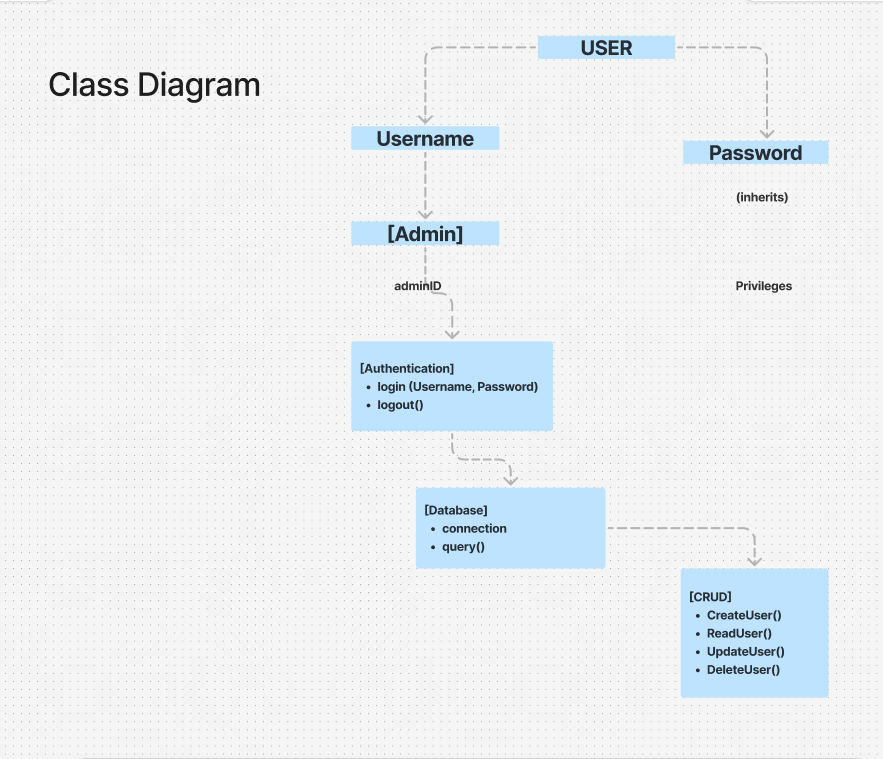 USER
Class Diagram
Username
Password
(inherits)
[Admin]
adminID
Privileges
[Authentication]
• login (Username, Password)
• logout()
[Database]
• connection
• query()
[CRUD]
• CreateUser()
• ReadUser()
• UpdateUser()
• DeleteUser()